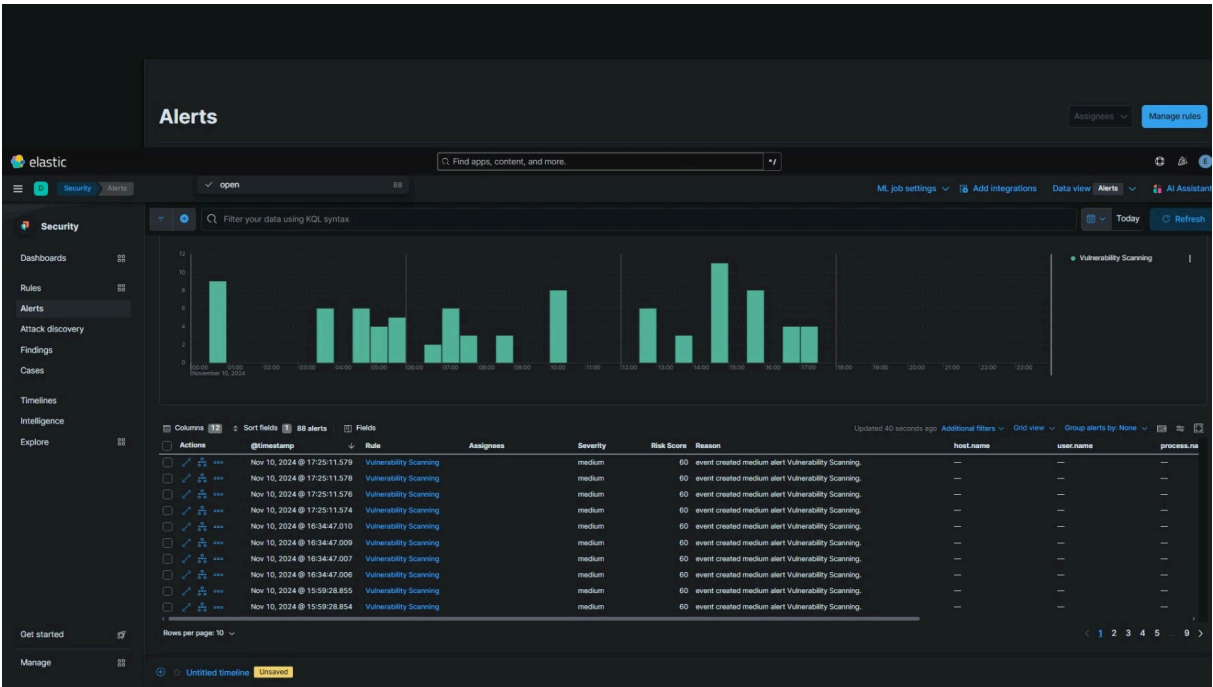 Alerts
Assignees
Manage rules
elastic
Find apps, content, and more.
^/
E
D
Security
Alerts
open
88
ML job settings
Add integrations
Data view
Alerts
AI Assistant
Security
Filter your data using KQL syntax
Today
Refresh
Dashboards
Rules
Alerts
Attack discovery
Findings
Cases
Timelines
Intelligence
Explore
Get started
Manage
12
10
8
6
4
2
0
00:00 01:00 02:00 03:00 04:00 05:00 06:00 07:00 08:00 09:00 10:00 11:00 12:00 13:00 14:00 15:00 16:00 17:00 18:00 19:00 20:00 21:00 22:00 23:00
November 10, 2024
Vulnerability Scanning
Columns 12 Sort fields 1 88 alerts Fields
Updated 40 seconds ago Additional filters Grid view Group alerts by: None
Actions @timestamp Rule Assignees Severity Risk Score Reason host.name user.name process.na
Nov 10, 2024 @ 17:25:11.579 Vulnerability Scanning medium 60 event created medium alert Vulnerability Scanning. — — —
Nov 10, 2024 @ 17:25:11.578 Vulnerability Scanning medium 60 event created medium alert Vulnerability Scanning. — — —
Nov 10, 2024 @ 17:25:11.576 Vulnerability Scanning medium 60 event created medium alert Vulnerability Scanning. — — —
Nov 10, 2024 @ 17:25:11.574 Vulnerability Scanning medium 60 event created medium alert Vulnerability Scanning. — — —
Nov 10, 2024 @ 16:34:47.010 Vulnerability Scanning medium 60 event created medium alert Vulnerability Scanning. — — —
Nov 10, 2024 @ 16:34:47.009 Vulnerability Scanning medium 60 event created medium alert Vulnerability Scanning. — — —
Nov 10, 2024 @ 16:34:47.007 Vulnerability Scanning medium 60 event created medium alert Vulnerability Scanning. — — —
Nov 10, 2024 @ 16:34:47.006 Vulnerability Scanning medium 60 event created medium alert Vulnerability Scanning. — — —
Nov 10, 2024 @ 15:59:28.855 Vulnerability Scanning medium 60 event created medium alert Vulnerability Scanning. — — —
Nov 10, 2024 @ 15:59:28.854 Vulnerability Scanning medium 60 event created medium alert Vulnerability Scanning. — — —
Rows per page: 10
1 2 3 4 5 ... 9
Untitled timeline Unsaved